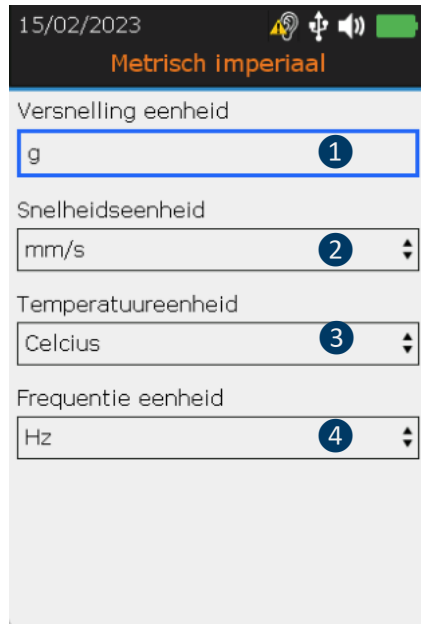 15/02/2023
Metrisch imperiaal
Versnelling eenheid
g 1
Snelheidseenheid
mm/s 2
Temperatuureenheid
Celcius 3
Frequentie eenheid
Hz 4